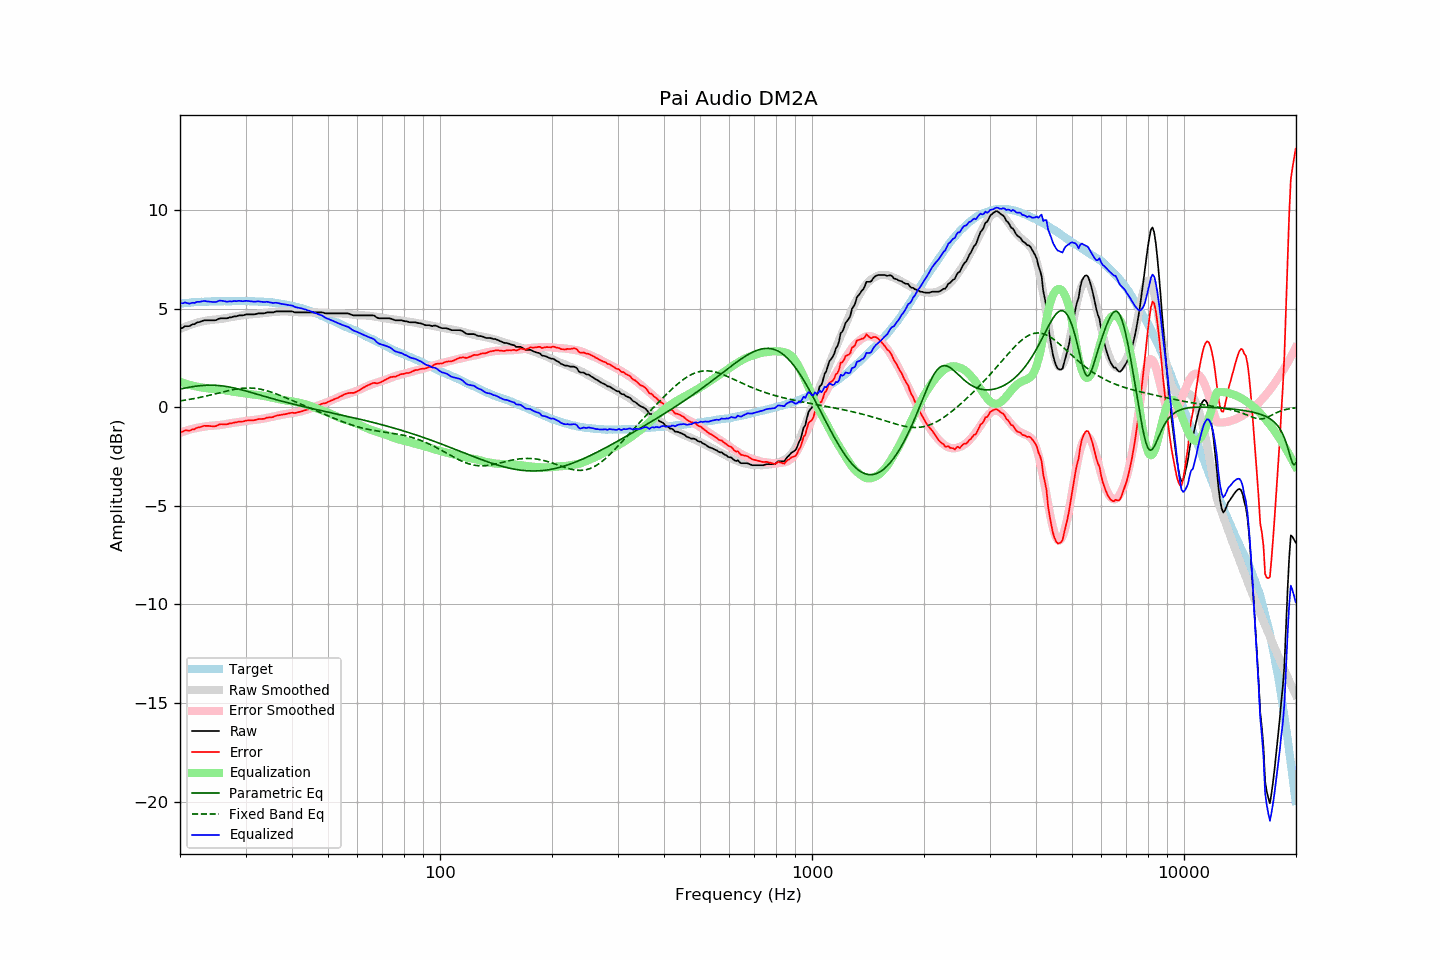 Pai Audio DM2A
Amplitude (dBr)
10
5
0
−5
−10
−15
−20
Target
Raw Smoothed
Error Smoothed
Raw
Error
Equalization
Parametric Eq
Fixed Band Eq
Equalized
100
1000
10000
Frequency (Hz)